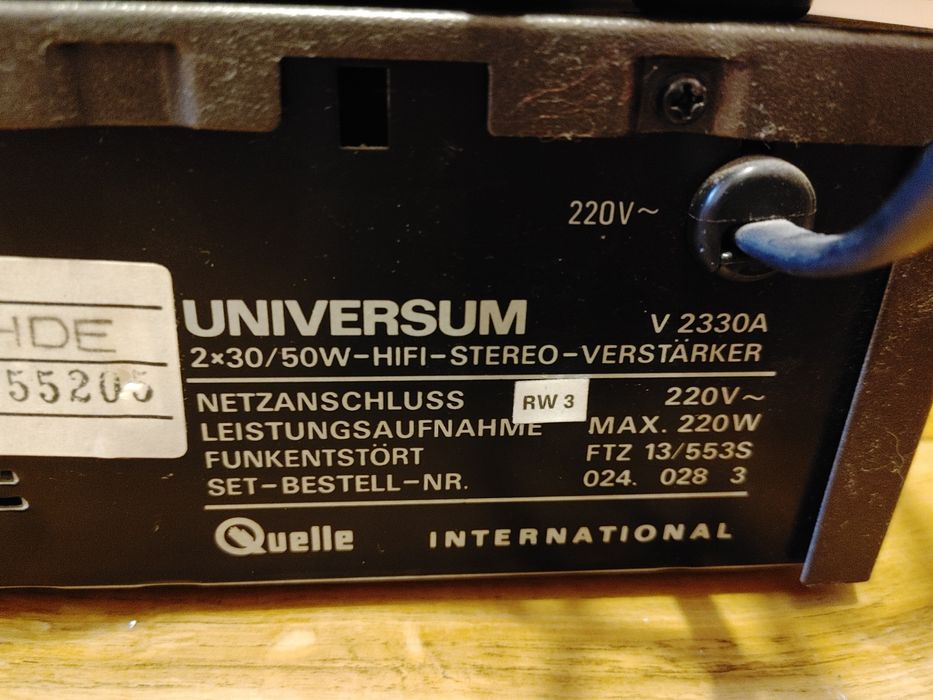 220V~
HDE
55205
UNIVERSUM V 2330A
2×30/50W-HIFI-STEREO-VERSTÄRKER
NETZANSCHLUSS RW 3 220V~
LEISTUNGSAUFNAHME MAX. 220W
FUNKENTSTÖRT FTZ 13/553S
SET-BESTELL-NR. 024. 028 3
Quelle INTERNATIONAL